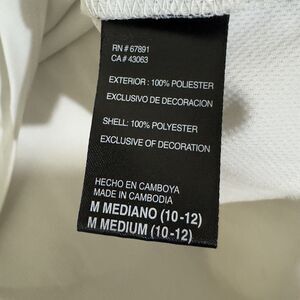 RN # 67891
CA # 43063
EXTERIOR : 100% POLIESTER
EXCLUSIVO DE DECORACION
SHELL: 100% POLYESTER
EXCLUSIVE OF DECORATION
HECHO EN CAMBOYA
MADE IN CAMBODIA
M MEDIANO (10-12)
M MEDIUM (10-12)